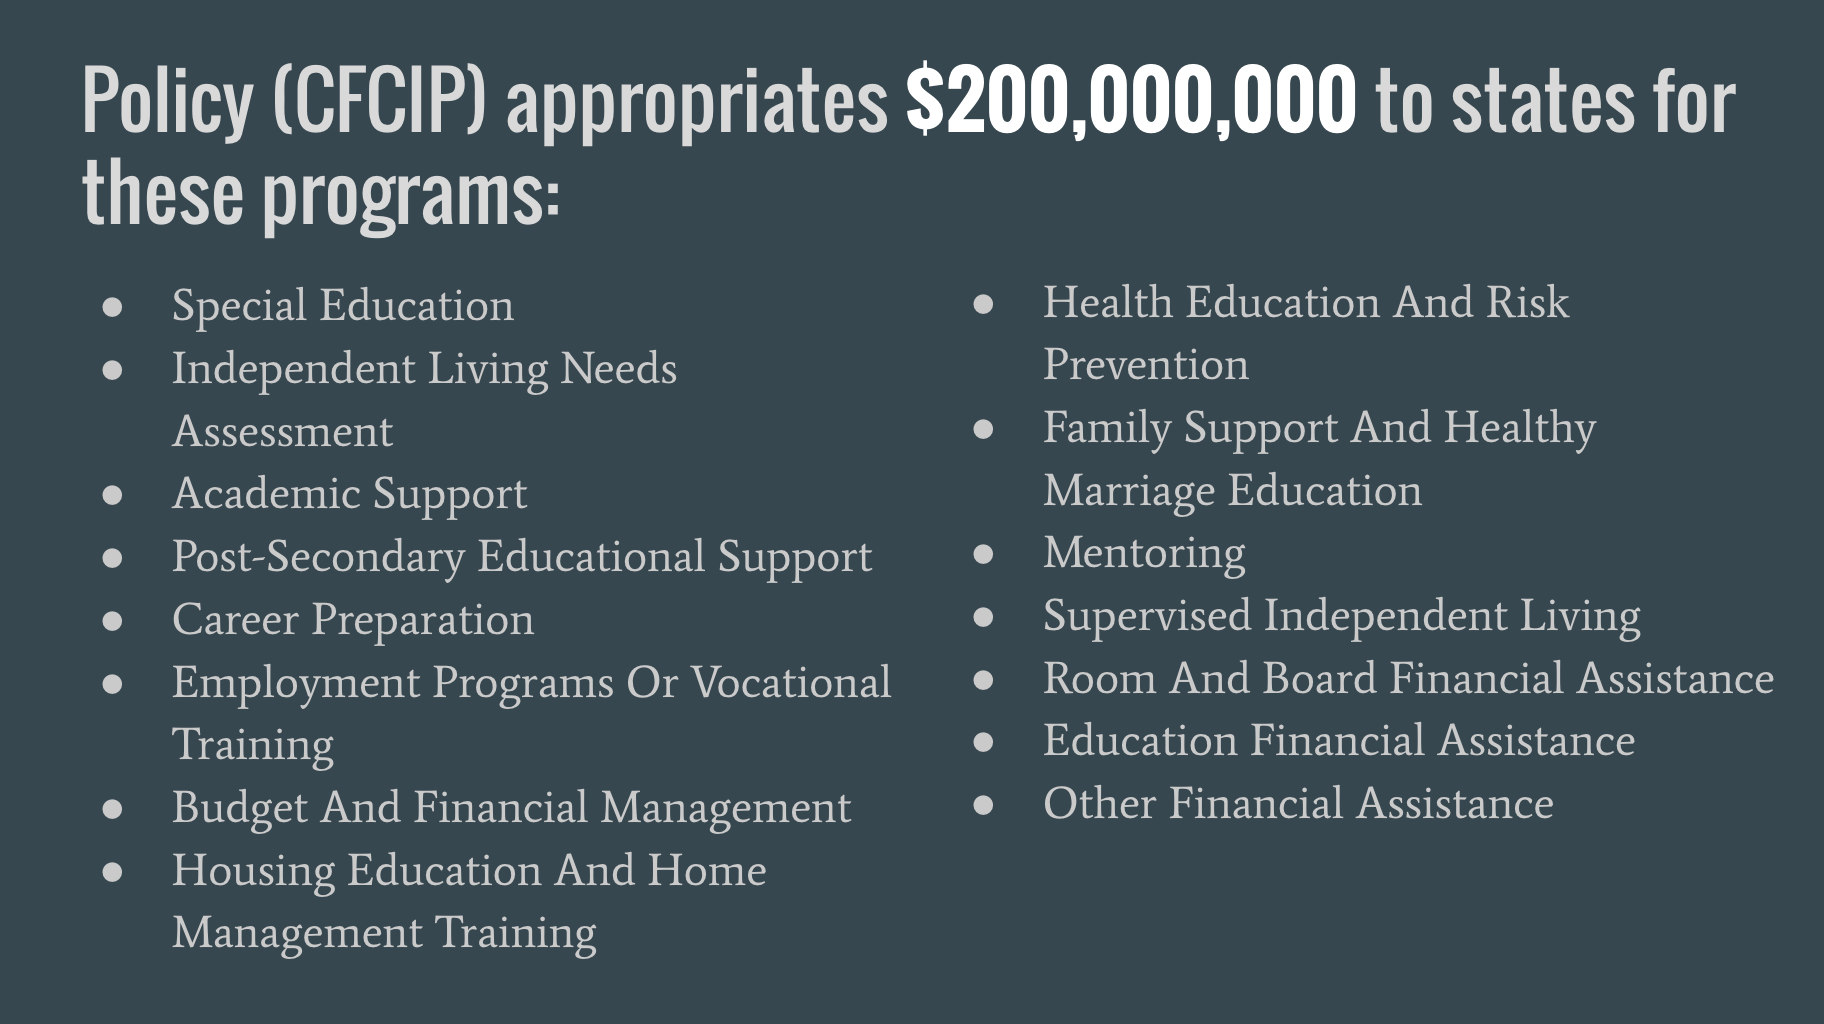 Policy (CFCIP) appropriates $200,000,000 to states for
these programs:
● Special Education
● Independent Living Needs
Assessment
● Academic Support
● Post-Secondary Educational Support
● Career Preparation
● Employment Programs Or Vocational
Training
● Budget And Financial Management
● Housing Education And Home
Management Training
● Health Education And Risk
Prevention
● Family Support And Healthy
Marriage Education
● Mentoring
● Supervised Independent Living
● Room And Board Financial Assistance
● Education Financial Assistance
● Other Financial Assistance